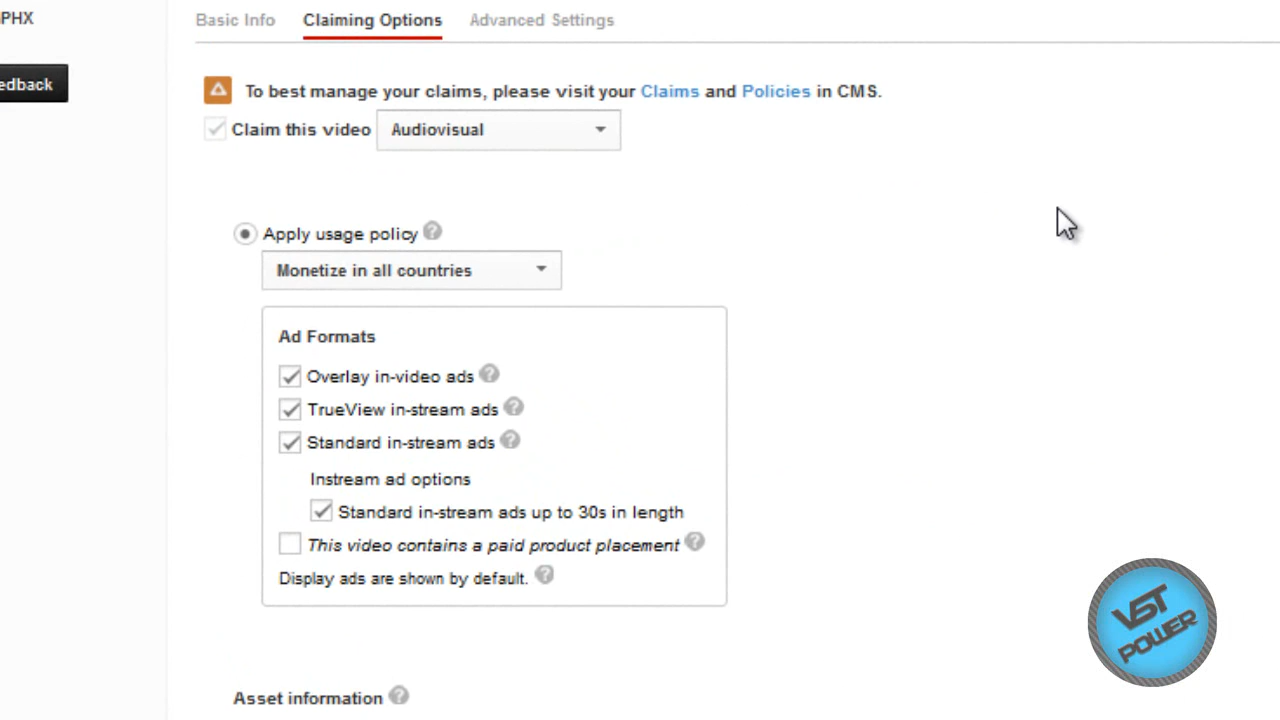 PHX
Basic Info Claiming Options Advanced Settings
edback
To best manage your claims, please visit your Claims and Policies in CMS.
Claim this video Audiovisual
Apply usage policy ?
Monetize in all countries
Ad Formats
Overlay in-video ads ?
TrueView in-stream ads ?
Standard in-stream ads ?
Instream ad options
Standard in-stream ads up to 30s in length
This video contains a paid product placement ?
Display ads are shown by default. ?
VST
POWER
Asset information ?